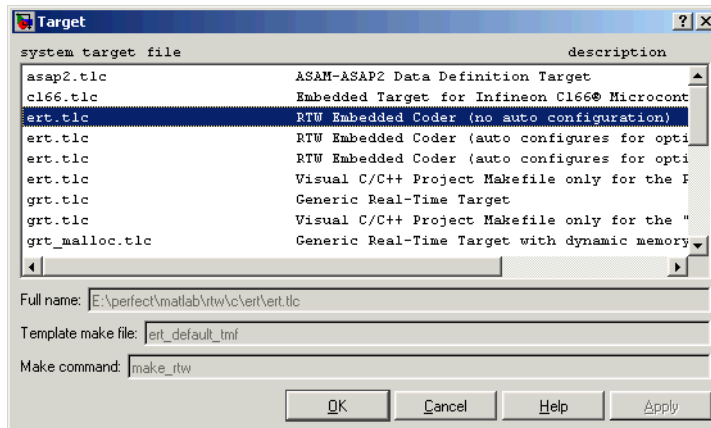 Target
system target file description
asap2.tlc ASAM-ASAP2 Data Definition Target
c166.tlc Embedded Target for Infineon C166® Microcont
ert.tlc RTW Embedded Coder (no auto configuration)
ert.tlc RTW Embedded Coder (auto configures for opti
ert.tlc RTW Embedded Coder (auto configures for opti
ert.tlc Visual C/C++ Project Makefile only for the R
grt.tlc Generic Real-Time Target
grt.tlc Visual C/C++ Project Makefile only for the "
grt_malloc.tlc Generic Real-Time Target with dynamic memory
Full name: E:\perfect\matlab\rtw\c\ert\ert.tlc
Template make file: ert_default_tmf
Make command: make_rtw
OK Cancel Help Apply